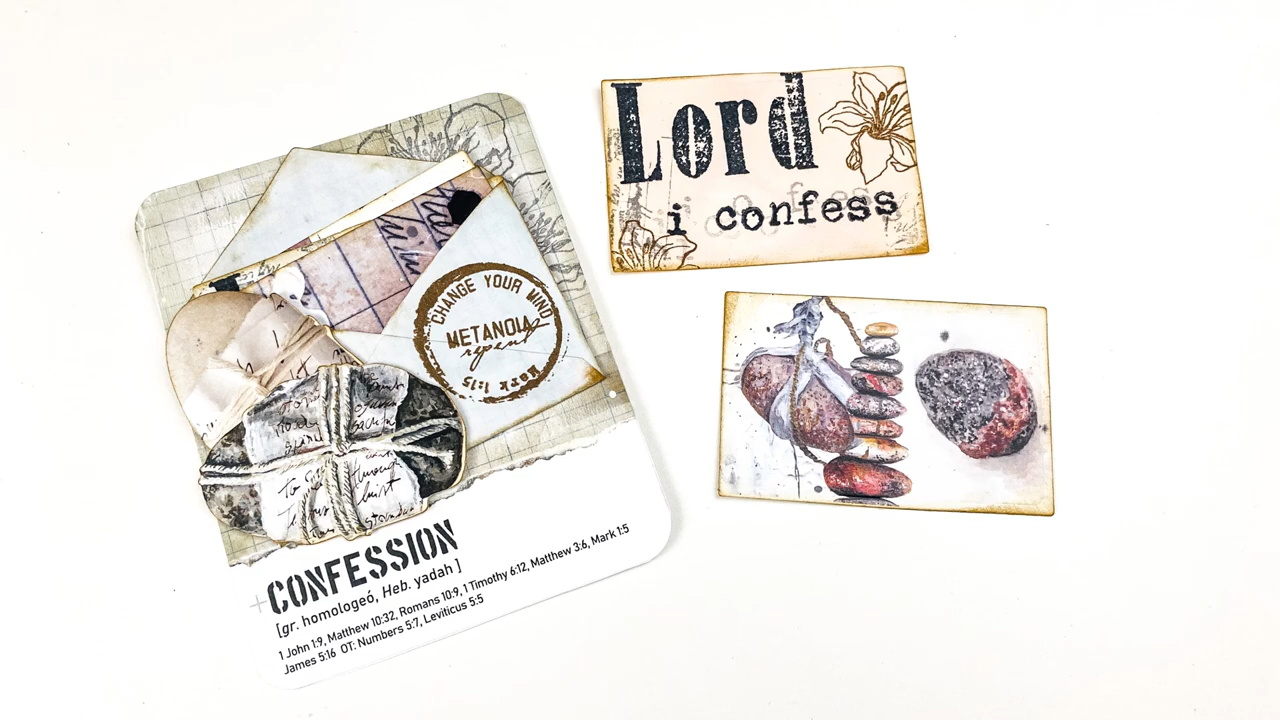 CHANGE YOUR MIND
METANOIA
repent
Mark 1:15
CONFESSION
[gr. homologeó, Heb. yadah ]
1 John 1:9, Matthew 10:32, Romans 10:9, 1 Timothy 6:12, Matthew 3:6, Mark 1:5
James 5:16 OT: Numbers 5:7, Leviticus 5:5
Lord
i confess